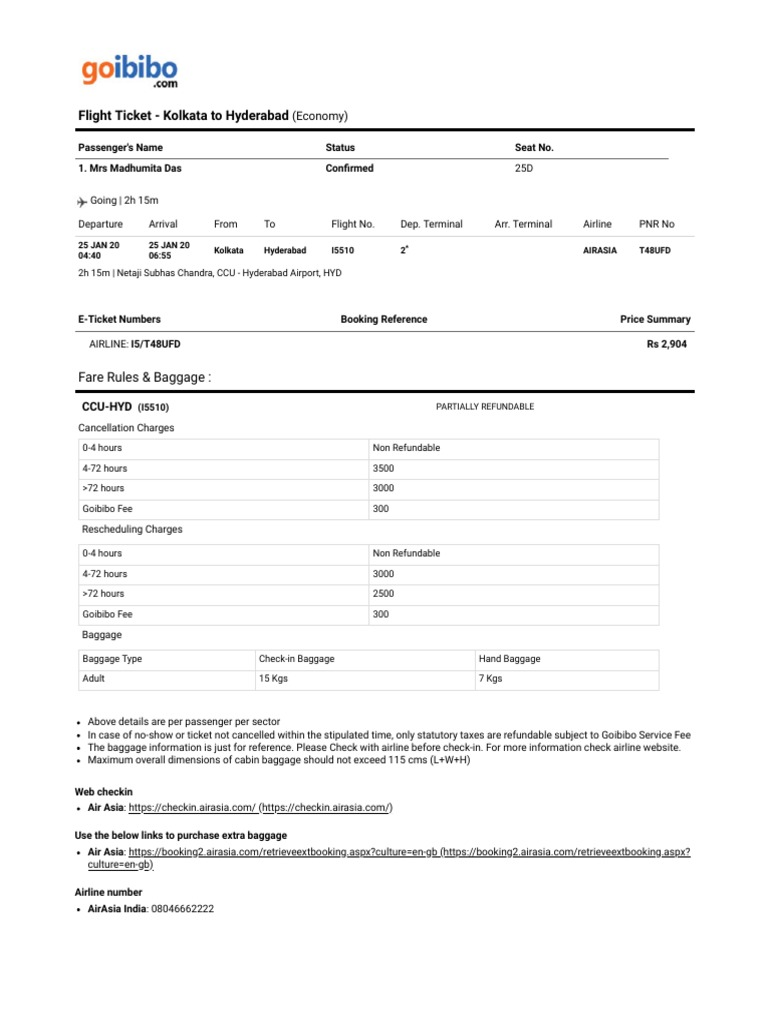 goibibo
.com
Flight Ticket - Kolkata to Hyderabad (Economy)
Passenger's Name Status Seat No.
1. Mrs Madhumita Das Confirmed 25D
Going | 2h 15m
Departure Arrival From To Flight No. Dep. Terminal Arr. Terminal Airline PNR No
25 JAN 20 25 JAN 20 Kolkata Hyderabad I5510 2* AIRASIA T48UFD
04:40 06:55
2h 15m | Netaji Subhas Chandra, CCU - Hyderabad Airport, HYD
E-Ticket Numbers Booking Reference Price Summary
AIRLINE: I5/T48UFD Rs 2,904
Fare Rules & Baggage :
CCU-HYD (I5510) PARTIALLY REFUNDABLE
Cancellation Charges
0-4 hours Non Refundable
4-72 hours 3500
>72 hours 3000
Goibibo Fee 300
Rescheduling Charges
0-4 hours Non Refundable
4-72 hours 3000
>72 hours 2500
Goibibo Fee 300
Baggage
Baggage Type Check-in Baggage Hand Baggage
Adult 15 Kgs 7 Kgs
• Above details are per passenger per sector
• In case of no-show or ticket not cancelled within the stipulated time, only statutory taxes are refundable subject to Goibibo Service Fee
• The baggage information is just for reference. Please Check with airline before check-in. For more information check airline website.
• Maximum overall dimensions of cabin baggage should not exceed 115 cms (L+W+H)
Web checkin
• Air Asia: https://checkin.airasia.com/ (https://checkin.airasia.com/)
Use the below links to purchase extra baggage
• Air Asia: https://booking2.airasia.com/retrieveextbooking.aspx?culture=en-gb (https://booking2.airasia.com/retrieveextbooking.aspx?
culture=en-gb)
Airline number
• AirAsia India: 08046662222